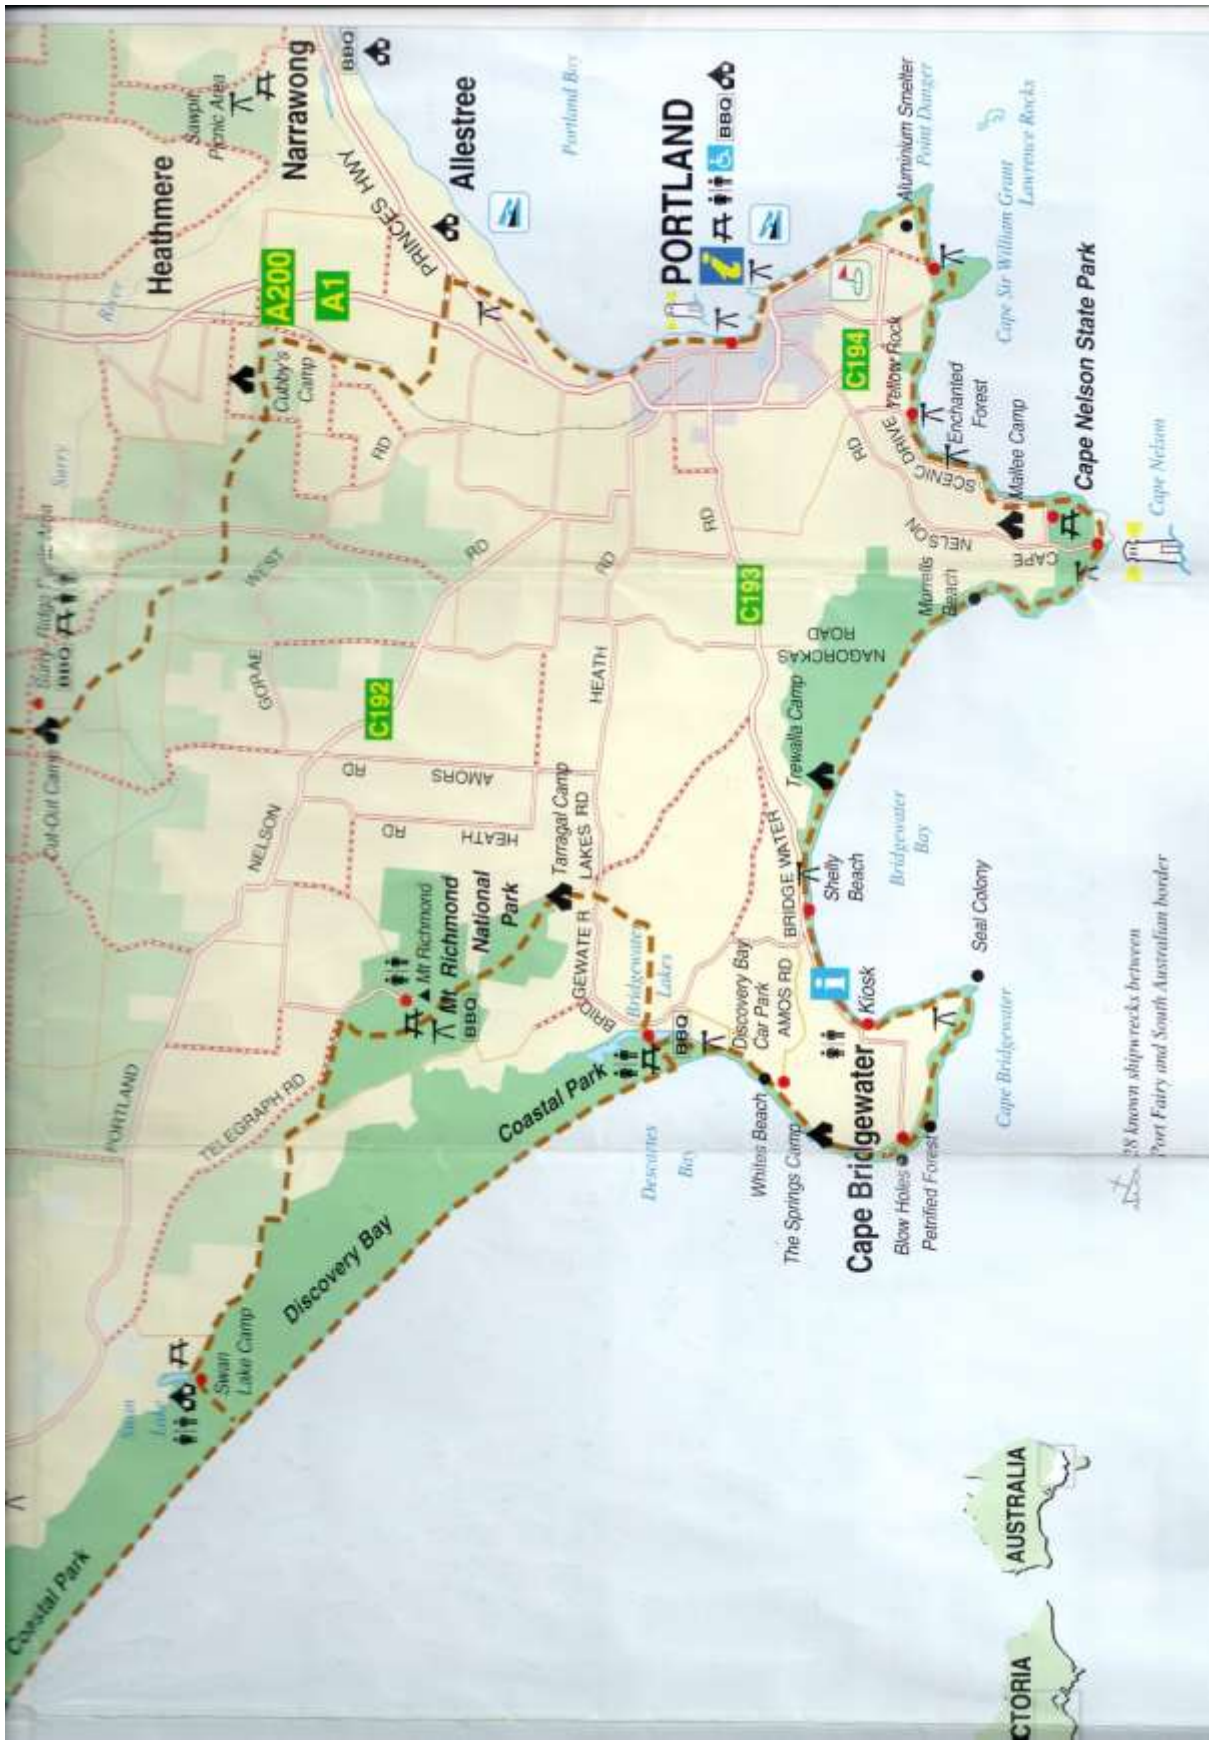 Coastal Park
Swan
Lake
Swan
Lake Camp
Discovery Bay
Coastal Park
PORTLAND
TELEGRAPH RD
NELSON
Cut-Out Camp
BBQ
Surry
River
GORAE
WEST
RD
Cubby's
Camp
Heathmere
Sawpit
Picnic Area
Narrawong
BBQ
A200
A1
PRINCES HWY
Allestree
Portland Bay
C192
RD
AMORS
RD
HEATH
RD
Mt Richmond
Mt Richmond
National
Park
BBQ
Tarragal Camp
BRIDGEWATER
LAKES RD
HEATH
RD
Bridgewater
Lakes
BBQ
Descartes
Bay
Discovery Bay
Car Park
AMOS RD
BRIDGE WATER
C193
RD
Whites Beach
The Springs Camp
Cape Bridgewater
Blow Holes
Petrified Forest
Kiosk
Shelly
Beach
Bridgewater
Bay
Seal Colony
Cape Bridgewater
Trewalla Camp
NAGORCKAS
ROAD
Murrells
Beach
CAPE
NELSON
RD
SCENIC DRIVE
Mallee Camp
Enchanted
Forest
Yellow Rock
C194
PORTLAND
i
BBQ
Aluminium Smelter
Point Danger
Lawrence Rocks
Cape Sir William Grant
Cape Nelson State Park
Cape Nelson
i
28 known shipwrecks between
Port Fairy and South Australian border
CTORIA
AUSTRALIA